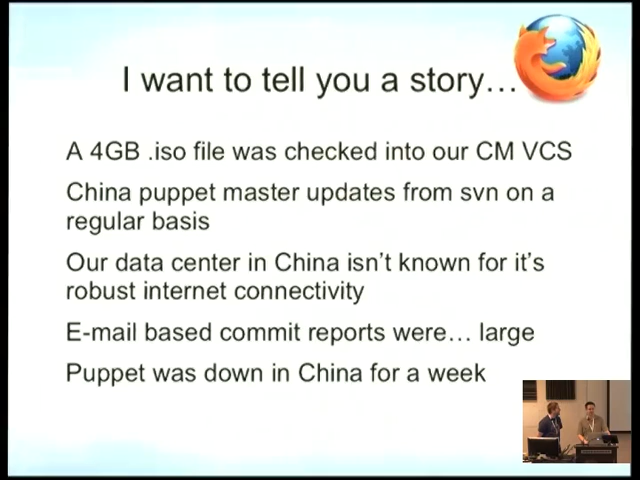 I want to tell you a story…
A 4GB .iso file was checked into our CM VCS
China puppet master updates from svn on a
regular basis
Our data center in China isn’t known for it’s
robust internet connectivity
E-mail based commit reports were… large
Puppet was down in China for a week